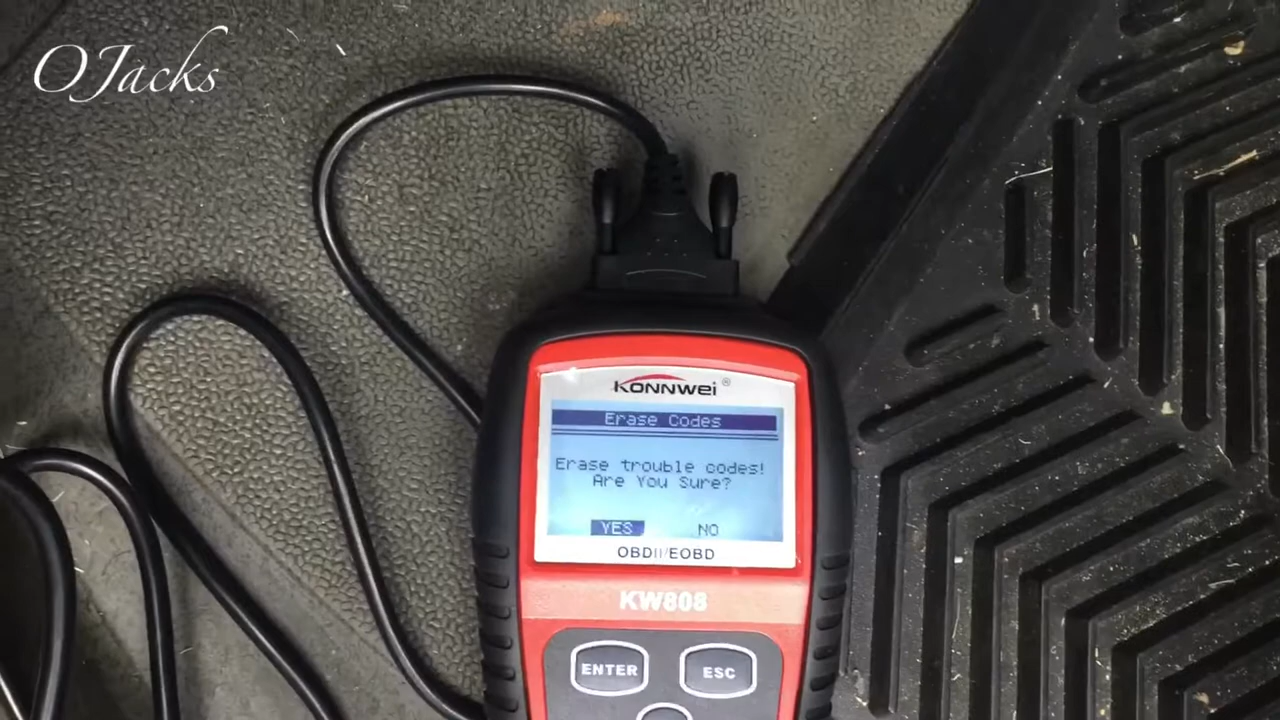 OJacks
KONNWEI ®
Erase Codes
Erase trouble codes!
Are You Sure?
YES NO
OBDII/EOBD
KW808
ENTER ESC